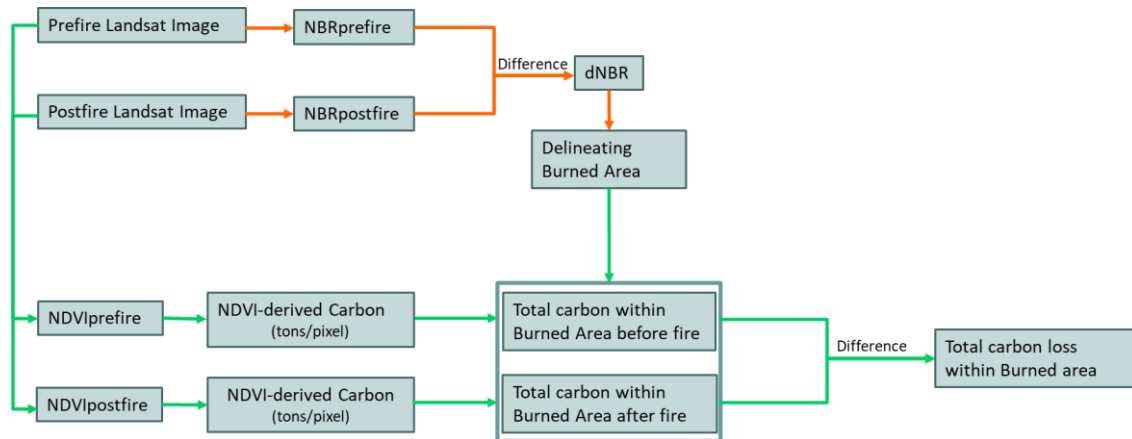 Prefire Landsat Image
NBRprefire
Difference
dNBR
Postfire Landsat Image
NBRpostfire
Delineating
Burned Area
NDVIprefire
NDVI-derived Carbon
(tons/pixel)
Total carbon within
Burned Area before fire
Difference
Total carbon loss
within Burned area
NDVIpostfire
NDVI-derived Carbon
(tons/pixel)
Total carbon within
Burned Area after fire